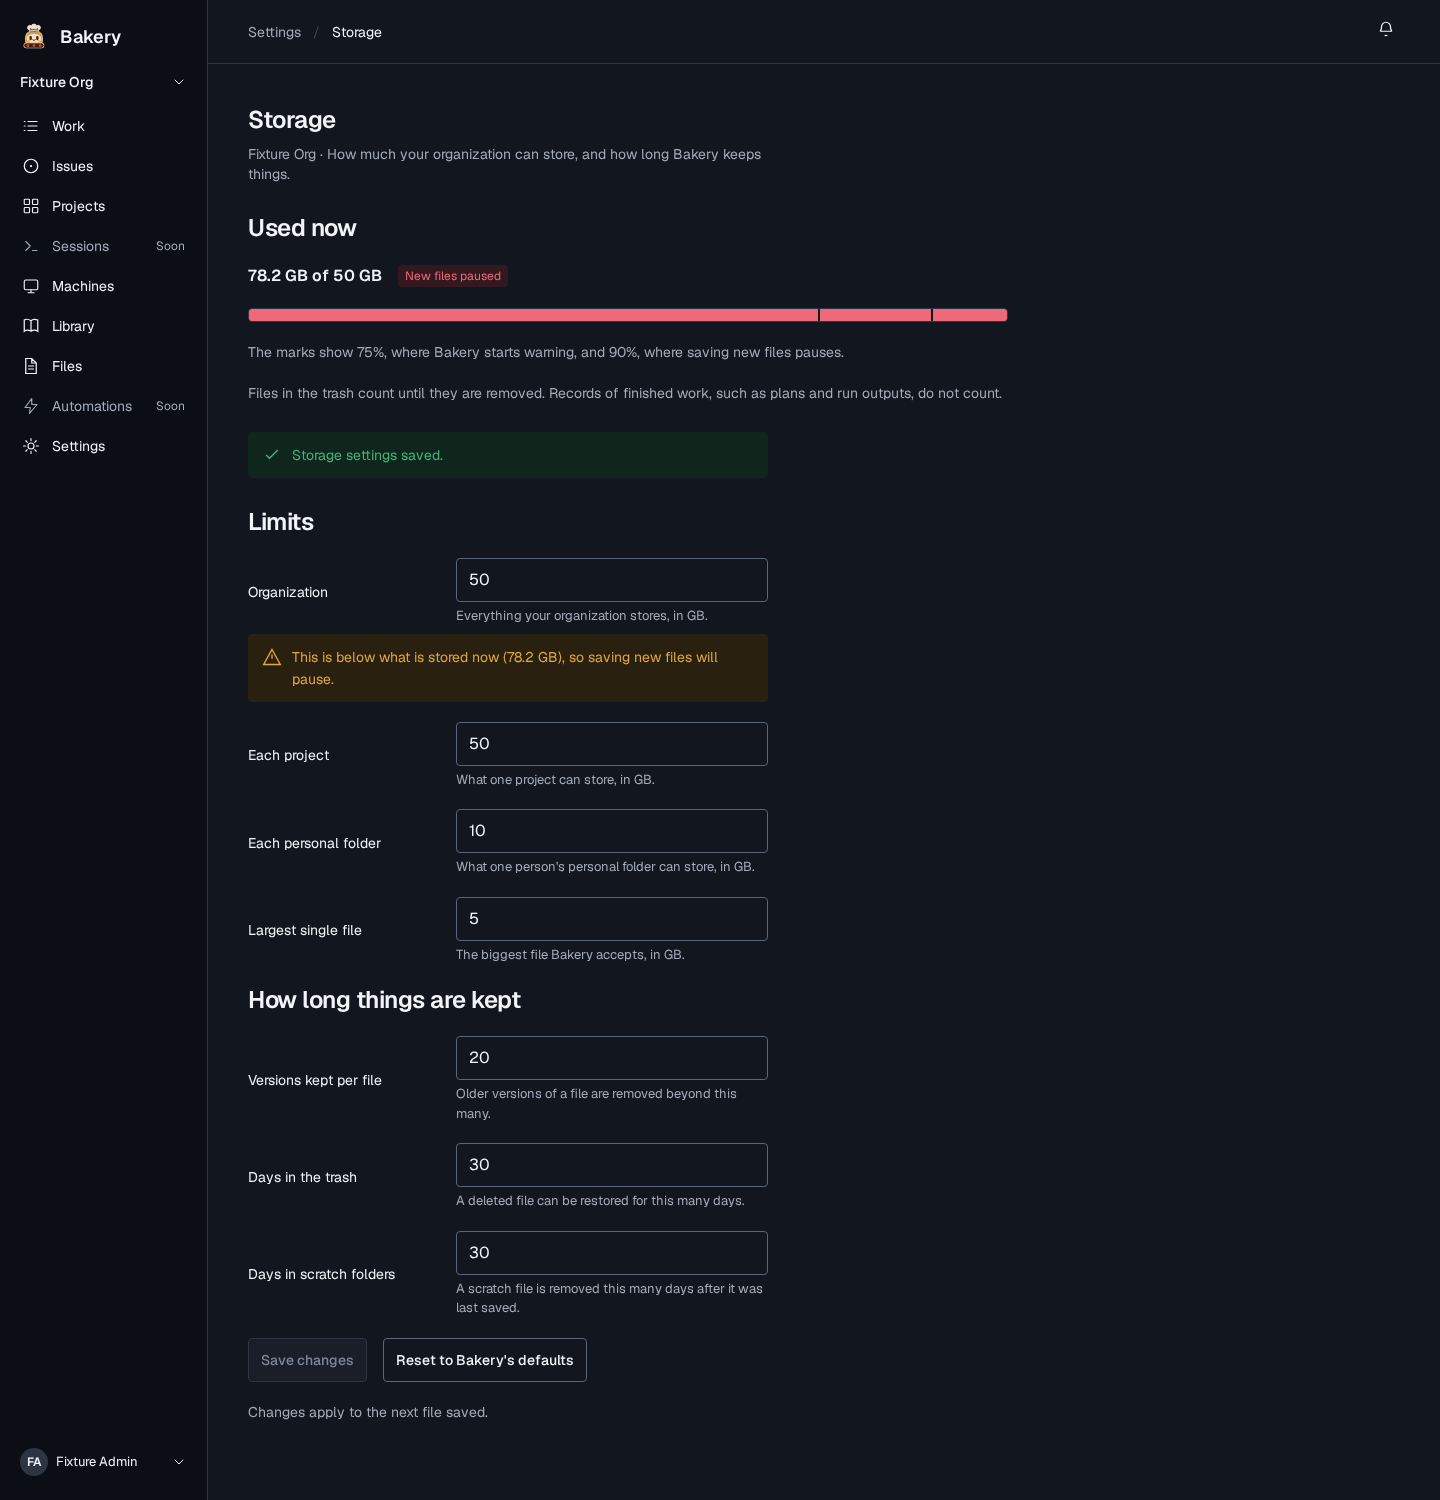 Bakery
Fixture Org
Work
Issues
Projects
Sessions Soon
Machines
Library
Files
Automations Soon
Settings
FA Fixture Admin
Settings / Storage
Storage
Fixture Org · How much your organization can store, and how long Bakery keeps
things.
Used now
78.2 GB of 50 GB New files paused
The marks show 75%, where Bakery starts warning, and 90%, where saving new files pauses.
Files in the trash count until they are removed. Records of finished work, such as plans and run outputs, do not count.
Storage settings saved.
Limits
Organization
50
Everything your organization stores, in GB.
This is below what is stored now (78.2 GB), so saving new files will
pause.
Each project
50
What one project can store, in GB.
Each personal folder
10
What one person's personal folder can store, in GB.
Largest single file
5
The biggest file Bakery accepts, in GB.
How long things are kept
Versions kept per file
20
Older versions of a file are removed beyond this
many.
Days in the trash
30
A deleted file can be restored for this many days.
Days in scratch folders
30
A scratch file is removed this many days after it was
last saved.
Save changes Reset to Bakery's defaults
Changes apply to the next file saved.